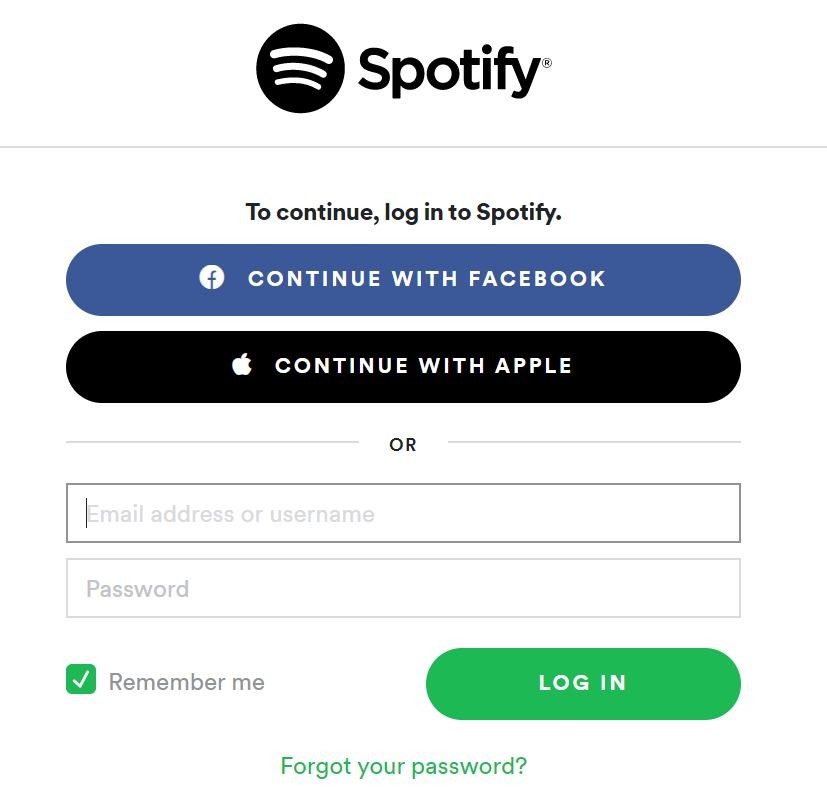 Spotify®
To continue, log in to Spotify.
CONTINUE WITH FACEBOOK
CONTINUE WITH APPLE
OR
Email address or username
Password
Remember me
LOG IN
Forgot your password?